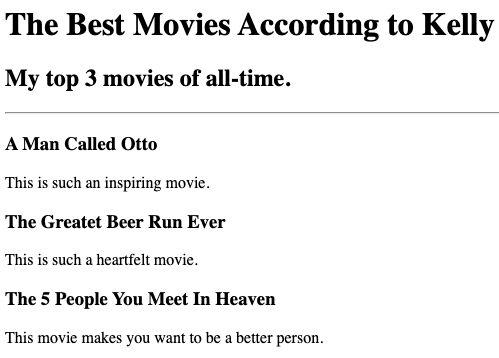 The Best Movies According to Kelly
My top 3 movies of all-time.
A Man Called Otto
This is such an inspiring movie.
The Greatet Beer Run Ever
This is such a heartfelt movie.
The 5 People You Meet In Heaven
This movie makes you want to be a better person.